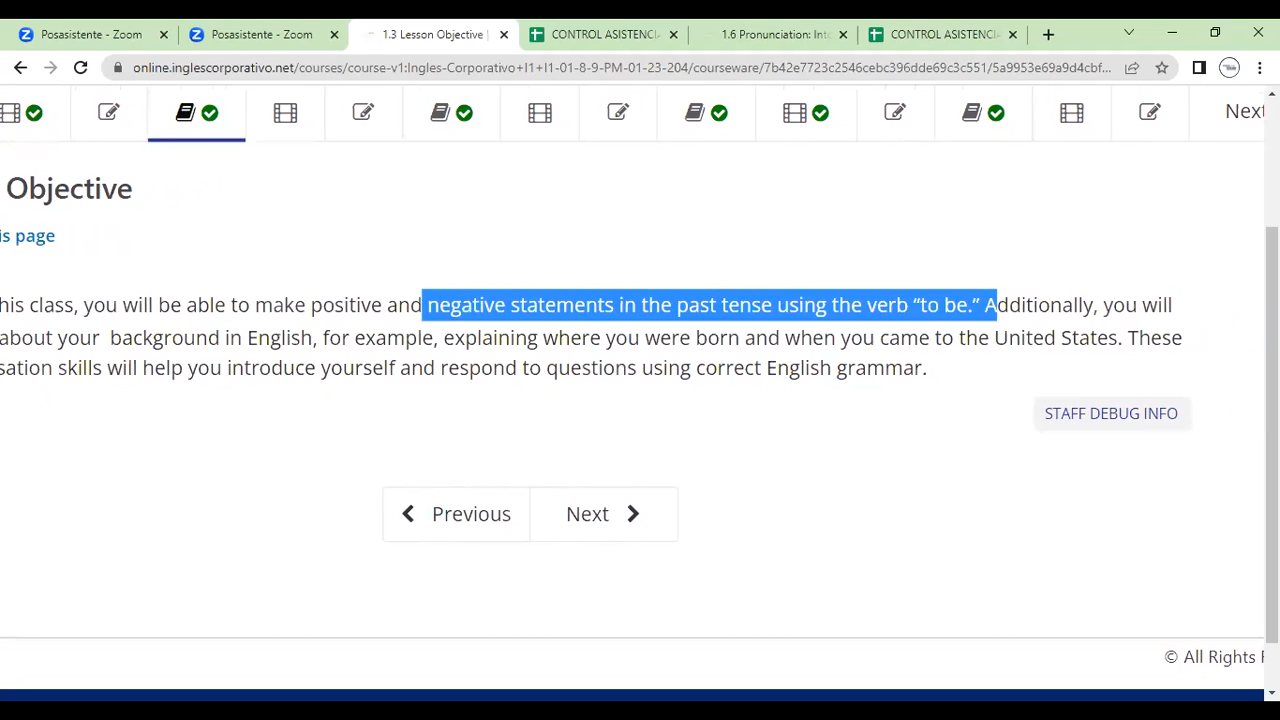 Posasistente - Zoom
Posasistente - Zoom
1.3 Lesson Objective |
CONTROL ASISTENCI
1.6 Pronunciation: Int
CONTROL ASISTENCI
online.inglescorporativo.net/courses/course-v1:Ingles-Corporativo+I1+I1-01-8-9-PM-01-23-204/courseware/7b42e7723c2546cebc396dde69c3c551/5a9953e69a9d4cbf...
Next
Objective
is page
his class, you will be able to make positive and negative statements in the past tense using the verb “to be.” Additionally, you will
about your background in English, for example, explaining where you were born and when you came to the United States. These
sation skills will help you introduce yourself and respond to questions using correct English grammar.
STAFF DEBUG INFO
Previous
Next
© All Rights R